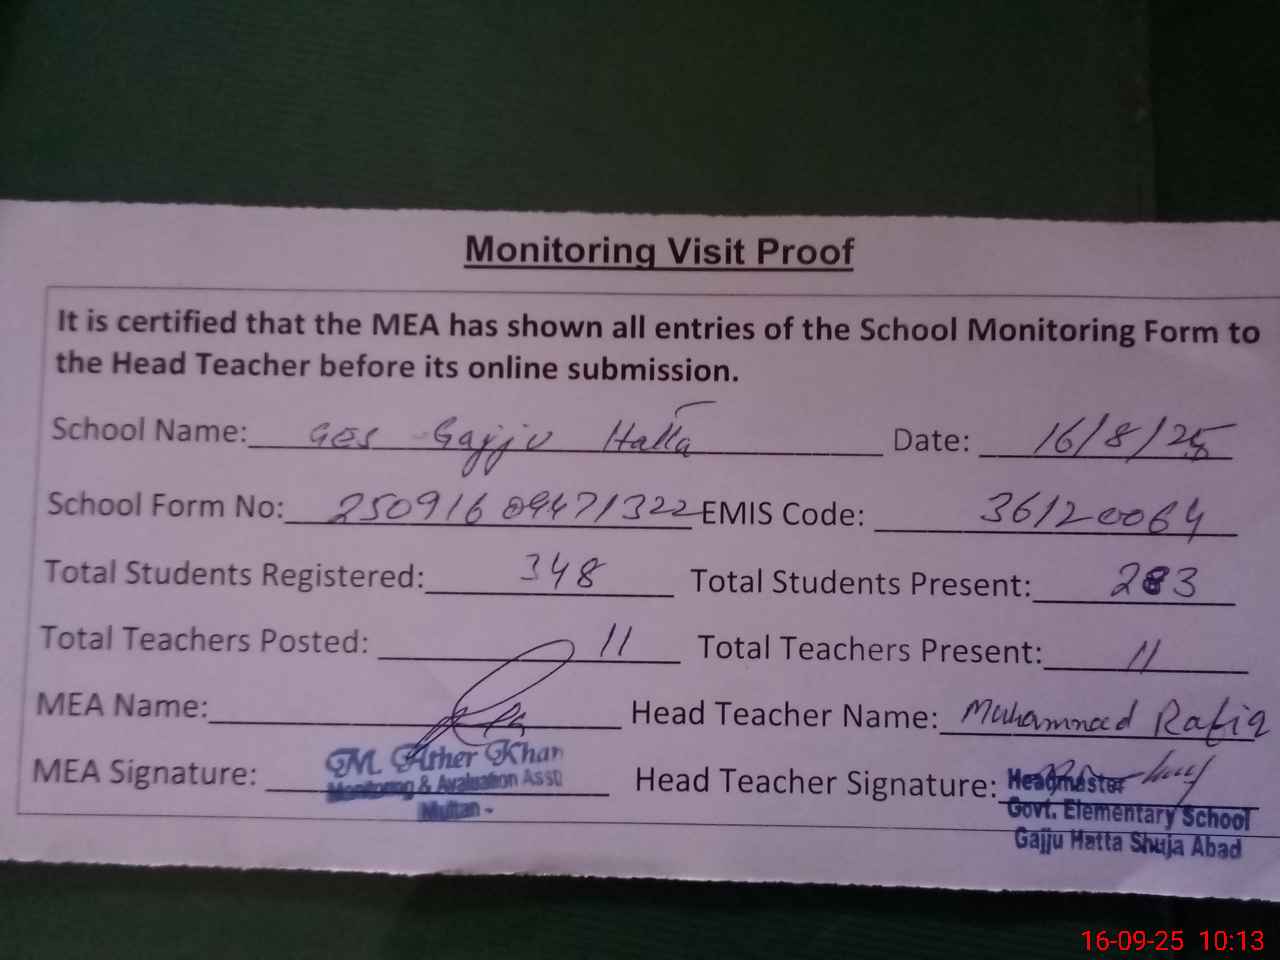 Monitoring Visit Proof
It is certified that the MEA has shown all entries of the School Monitoring Form to
the Head Teacher before its online submission.
School Name: GES Gajju Hatta Date: 16/8/25
School Form No: 250916 09471322 EMIS Code: 36120064
Total Students Registered: 348 Total Students Present: 283
Total Teachers Posted: 11 Total Teachers Present: 11
MEA Name: Head Teacher Name: Muhammad Rafiq
MEA Signature: Head Teacher Signature:
M. Ather Khan
Monitoring & Avaluation Asstt
Multan -
Headmaster
Govt. Elementary School
Gajju Hatta Shuja Abad
16-09-25 10:13